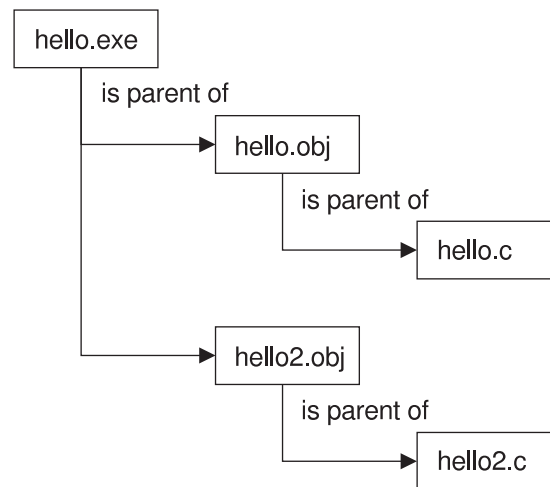 hello.exe
is parent of
hello.obj
is parent of
hello.c
hello2.obj
is parent of
hello2.c